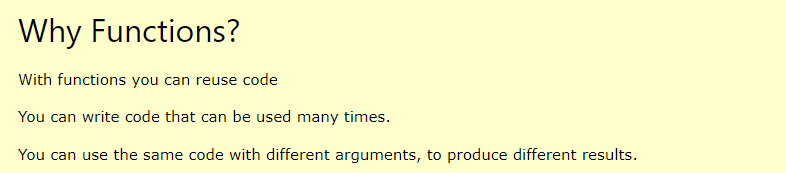 Why Functions?
With functions you can reuse code
You can write code that can be used many times.
You can use the same code with different arguments, to produce different results.